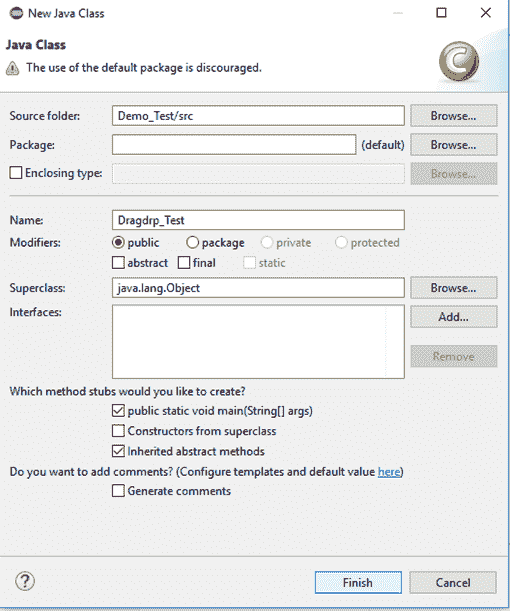 New Java Class
Java Class
The use of the default package is discouraged.
Source folder: Demo_Test/src Browse...
Package: (default) Browse...
Enclosing type: Browse...
Name: Dragdrp_Test
Modifiers: public package private protected
abstract final static
Superclass: java.lang.Object Browse...
Interfaces: Add...
Remove
Which method stubs would you like to create?
public static void main(String[] args)
Constructors from superclass
Inherited abstract methods
Do you want to add comments? (Configure templates and default value here)
Generate comments
? Finish Cancel